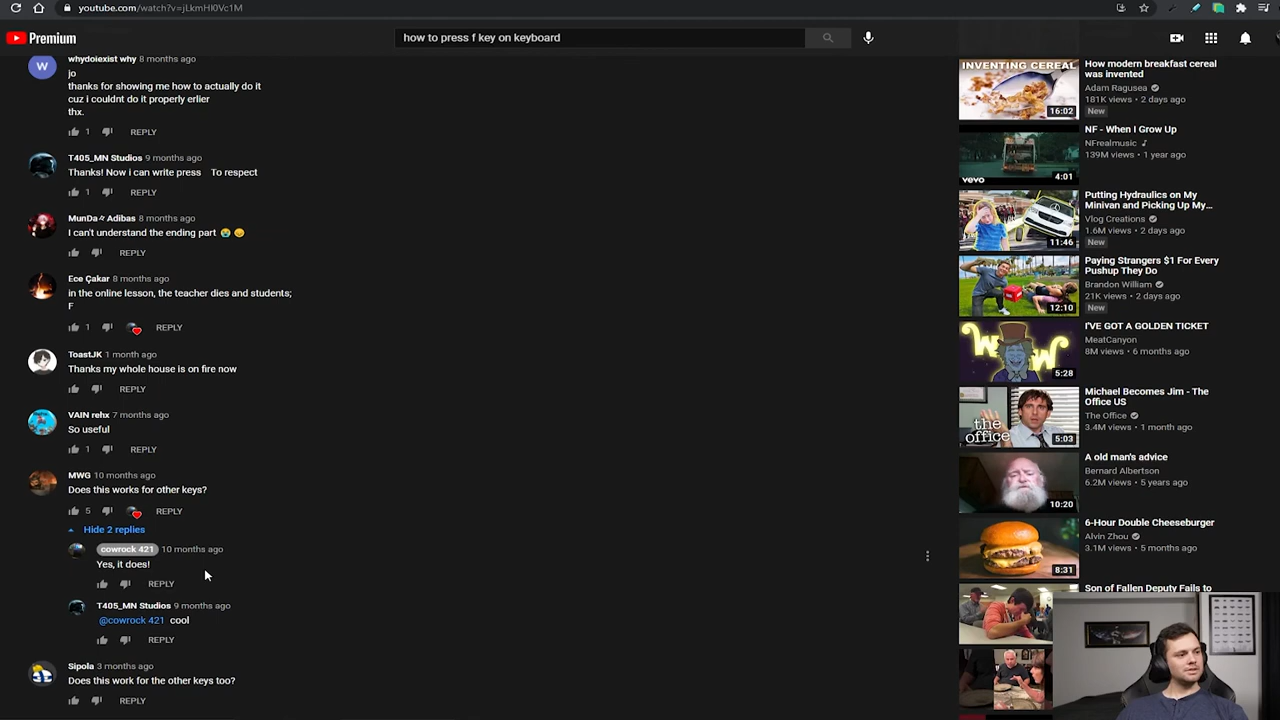 youtube.com/watch?v=jLkmHI0Vc1M
Premium
how to press f key on keyboard
whydoiexist why 8 months ago
jo
thanks for showing me how to actually do it
cuz i couldnt do it properly erlier
thx.
1 REPLY
T405_MN Studios 9 months ago
Thanks! Now i can write press To respect
1 REPLY
MunDa Adibas 8 months ago
I can't understand the ending part 😭 😞
REPLY
Ece Çakar 8 months ago
in the online lesson, the teacher dies and students;
F
1 REPLY
ToastJK 1 month ago
Thanks my whole house is on fire now
REPLY
VAIN rehx 7 months ago
So useful
1 REPLY
MWG 10 months ago
Does this works for other keys?
5 REPLY
Hide 2 replies
cowrock 421 10 months ago
Yes, it does!
REPLY
T405_MN Studios 9 months ago
@cowrock 421 cool
REPLY
Sipola 3 months ago
Does this work for the other keys too?
REPLY
INVENTING CEREAL
16:02
How modern breakfast cereal
was invented
Adam Ragusea
181K views • 2 days ago
New
vevo
4:01
NF - When I Grow Up
NFrealmusic
139M views • 1 year ago
11:46
Putting Hydraulics on My
Minivan and Picking Up My...
Vlog Creations
1.6M views • 2 days ago
New
12:10
Paying Strangers $1 For Every
Pushup They Do
Brandon William
21K views • 2 days ago
New
5:28
I'VE GOT A GOLDEN TICKET
MeatCanyon
8M views • 6 months ago
the
office
5:03
Michael Becomes Jim - The
Office US
The Office
3.4M views • 1 month ago
10:20
A old man's advice
Bernard Albertson
6.2M views • 5 years ago
8:31
6-Hour Double Cheeseburger
Alvin Zhou
3.1M views • 5 months ago
Son of Fallen Deputy Fails to